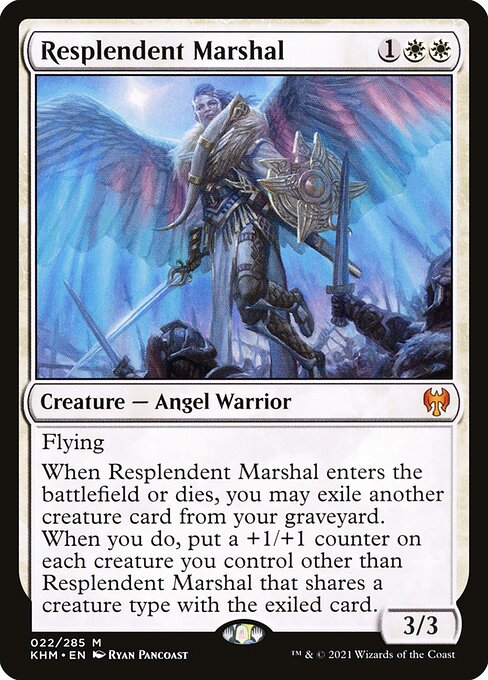 Resplendent Marshal 1
Creature — Angel Warrior
Flying
When Resplendent Marshal enters the
battlefield or dies, you may exile another
creature card from your graveyard.
When you do, put a +1/+1 counter on
each creature you control other than
Resplendent Marshal that shares a
creature type with the exiled card.
3/3
022/285 M
KHM • EN Ryan Pancoast
™ & © 2021 Wizards of the Coast